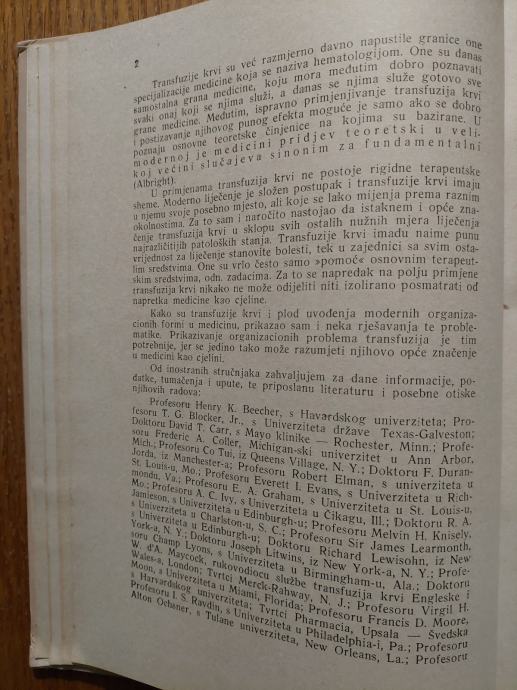 2
Transfuzije krvi su već razmjerno davno napustile granice one
specijalizacije medicine koja se naziva hematologijom. One su danas
samostalna grana medicine, koju mora međutim dobro poznavati
svaki onaj koji se njima služi, a danas se njima služe gotovo sve
grane medicine. Međutim, ispravno primjenjivanje transfuzija krvi
i postizavanje njihovog punog efekta moguće je samo ako se dobro
poznaju osnovne teoretske činjenice na kojima su bazirane. U
modernoj je medicini pridjev teoretski u veli-
koj većini slučajeva sinonim za fundamentalni
(Albright).
U primjenama transfuzija krvi ne postoje rigidne terapeutske
sheme. Moderno liječenje je složen postupak i transfuzije krvi imaju
u njemu svoje posebno mjesto, ali koje se lako mijenja prema raznim
okolnostima. Za to sam i naročito nastojao da istaknem i opće zna-
čenje transfuzija krvi u sklopu svih ostalih nužnih mjera liječenja
najrazličitijih patoloških stanja. Transfuzije krvi imadu naime punu
vrijednost za liječenje stanovite bolesti, tek u zajednici sa svim osta-
lim sredstvima. One su vrlo često samo »pomoć« osnovnim terapeut-
skim sredstvima, odn. zadacima. Za to se napredak na polju primjene
transfuzija krvi nikako ne može odijeliti niti izolirano posmatrati od
napretka medicine kao cjeline.
Kako su transfuzije krvi i plod uvođenja modernih organiza-
cionih formi u medicinu, prikazao sam i neka rješavanja te proble-
matike. Prikazivanje organizacionih problema transfuzija je tim
potrebnije, jer se jedino tako može razumjeti njihovo opće značenje
u medicini kao cjelini.
Od inostranih stručnjaka zahvaljujem za dane informacije, po-
datke, tumačenja i upute, te priposlanu literaturu i posebne otiske
njihovih radova:
Profesoru Henry K. Beecher, s Havardskog univerziteta; Pro-
fesoru T. G. Blocker, Jr., s Univerziteta države Texas-Galveston;
Doktoru David T. Carr, s Mayo klinike — Rochester, Minn.; Profe-
soru Frederic A. Coller, Michigan-ski univerzitet u Ann Arbor,
Mich.; Profesoru Co Tui, iz Queens Village, N. Y.; Doktoru F. Duran-
Jorda, iz Manchester-a; Profesoru Robert Elman, s univerziteta u
St. Louis-u, Mo.; Profesoru Everett I. Evans, s Univerziteta u Rich-
mondu, Va.; Profesoru E. A. Graham, s Univerziteta u St. Louis-u,
Mo.; Profesoru A. C. Ivy, s Univerziteta u Čikagu, Ill.; Doktoru R. A.
Jamieson, s Univerziteta u Edinburgh-u; Profesoru Melvin H. Knisely,
s Univerziteta u Charlston-u, S. C.; Profesoru Sir James Learmonth,
s Univerziteta u Edinburgh-u; Doktoru Richard Lewisohn, iz New
York-a, N. Y.; Doktoru Joseph Litwins, iz New York-a, N. Y.; Profe-
soru Champ Lyons, s Univerziteta u Birmingham-u, Ala.; Doktoru
W. d'A. Maycock, rukovodiocu službe transfuzija krvi Engleske i
Wales-a, London; Tvrtci Merck-Rahway, N. J.; Profesoru Virgil H.
Moon, s Univerziteta u Miami, Florida; Profesoru Francis D. Moore,
s Harvardskog univerziteta; Tvrtci Pharmacia, Upsala — Švedska
Profesoru I. S. Ravdin, s Univerziteta u Philadelphia-i, Pa.; Profesoru
Alton Ochsner, s Tulane univerziteta, New Orleans, La.; Profesoru